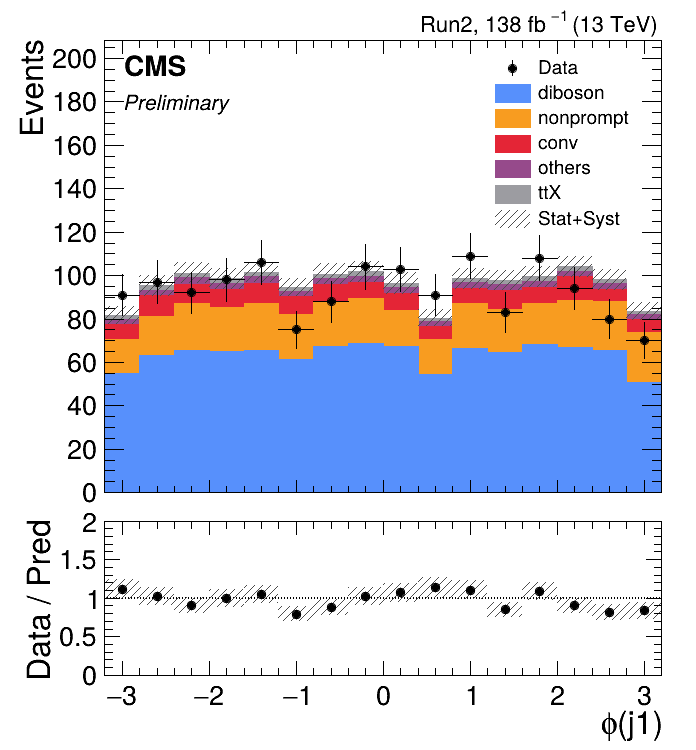 Run2, 138 fb⁻¹ (13 TeV)
Events
200
180
160
140
120
100
80
60
40
20
0
CMS
Preliminary
Data
diboson
nonprompt
conv
others
ttX
Stat+Syst
Data / Pred
2
1.5
1
0.5
0
−3
−2
−1
0
1
2
3
ϕ(j1)